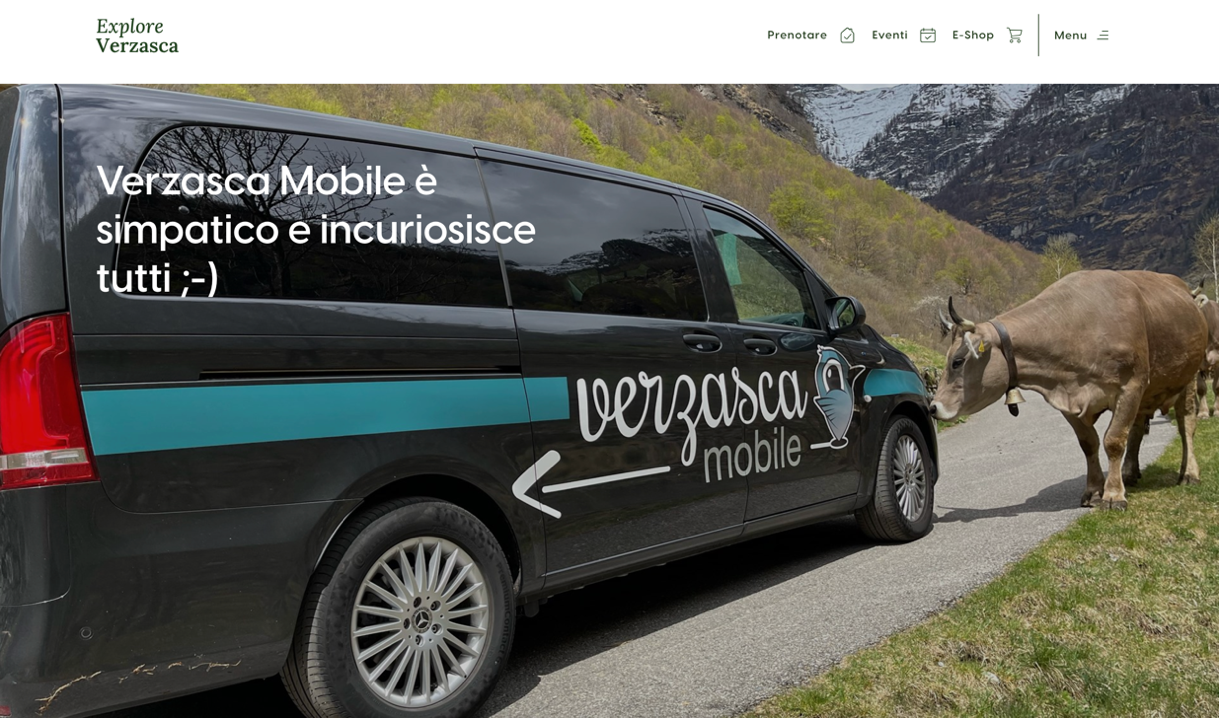 Explore
Verzasca
Prenotare
Eventi
E-Shop
Menu
Verzasca Mobile è
simpatico e incuriosisce
tutti ;-)
verzasca
mobile